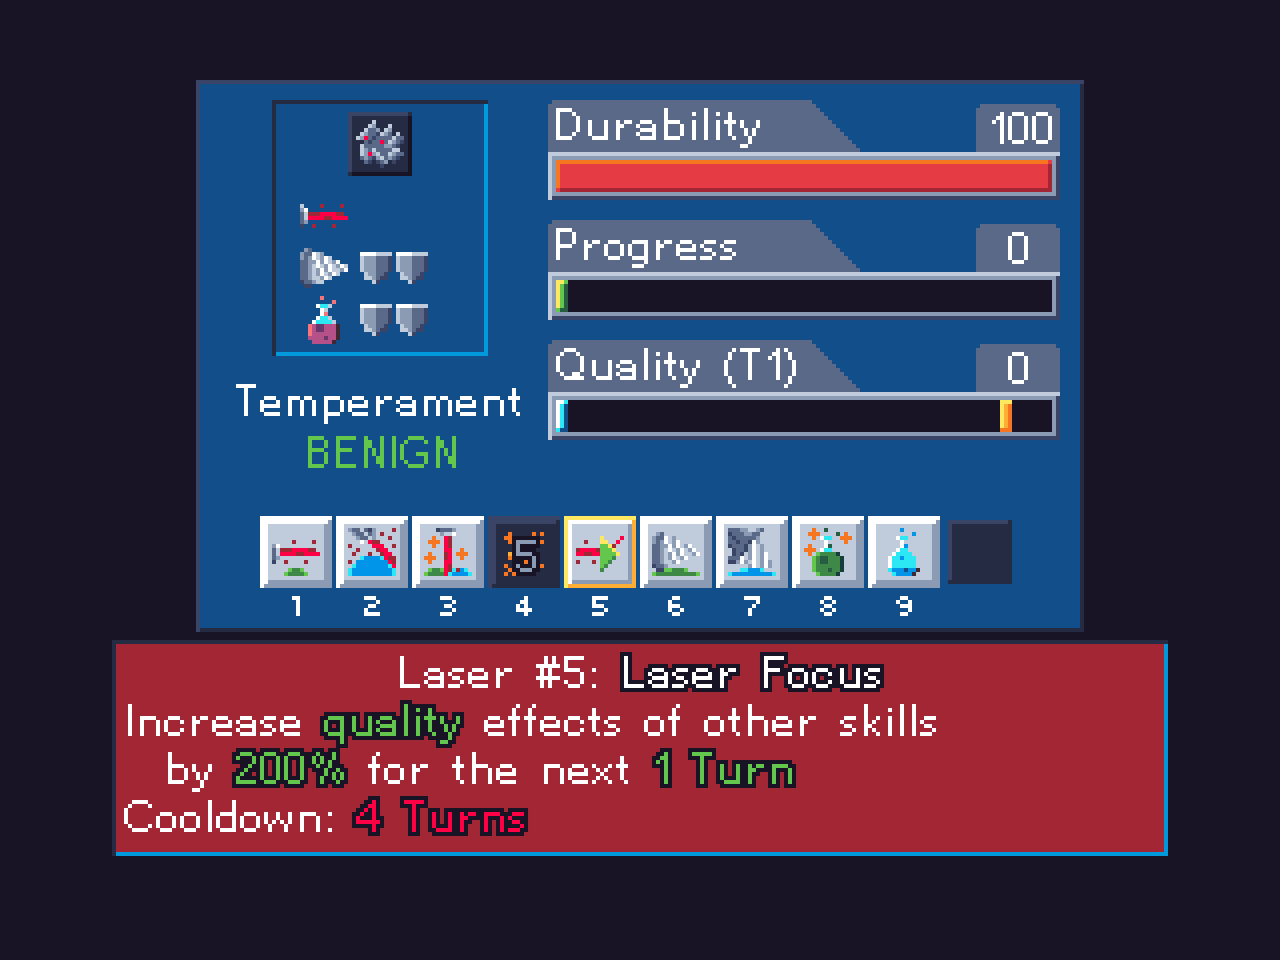 Durability 100
Progress 0
Quality (T1) 0
Temperament
BENIGN
5
1 2 3 4 5 6 7 8 9
Laser #5: Laser Focus
Increase quality effects of other skills
by 200% for the next 1 Turn
Cooldown: 4 Turns